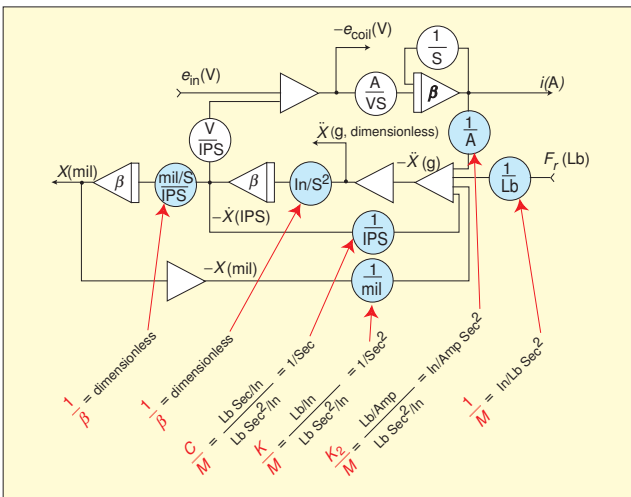 −e_coil(V)
1/S
e_in(V)
A/VS
β
i(A)
V/IPS
Ẍ(g, dimensionless)
1/A
−Ẍ(g)
F_r(Lb)
X(mil)
β
mil/S/IPS
β
In/S²
1/Lb
−Ẋ(IPS)
1/IPS
−X(mil)
1/mil
1/β = dimensionless
1/β = dimensionless
C/M = Lb Sec/In / Lb Sec²/In = 1/Sec
K/M = Lb/In / Lb Sec²/In = 1/Sec²
K₂/M = Lb/Amp / Lb Sec²/In = In/Amp Sec²
1/M = In/Lb Sec²